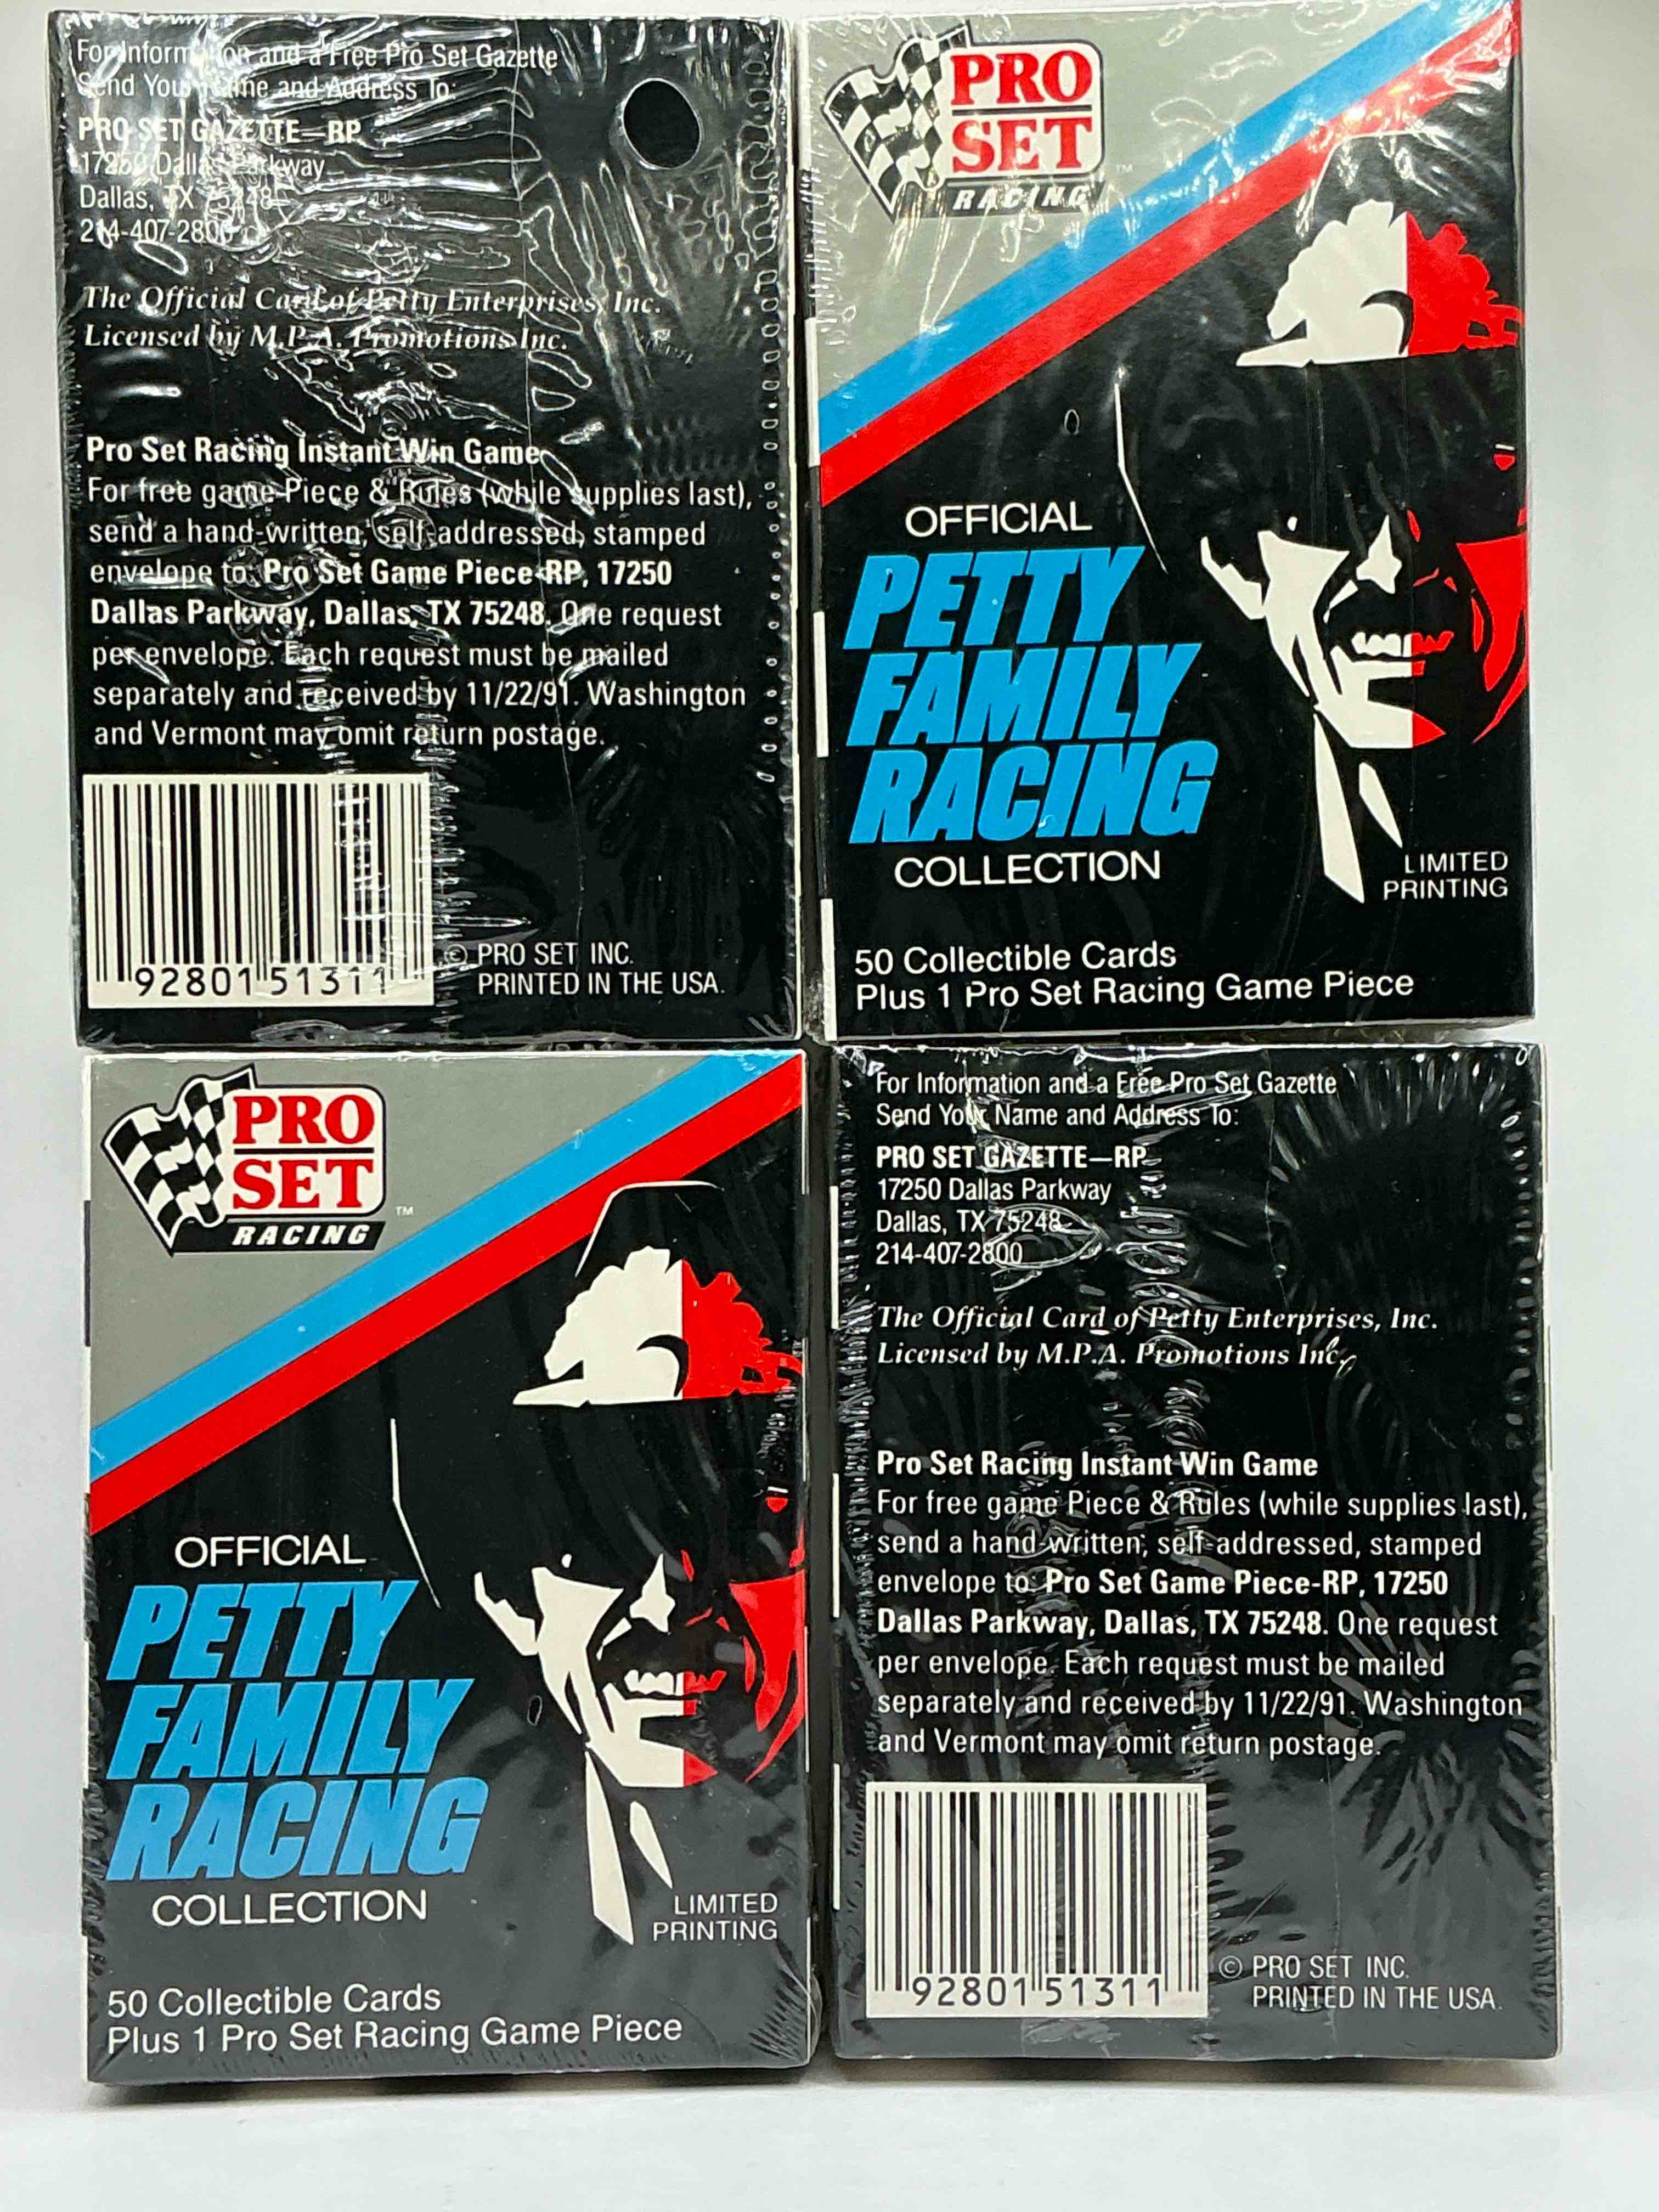 For Information and a Free Pro Set Gazette
Send Your Name and Address To:
PRO SET GAZETTE—RP
17250 Dallas Parkway
Dallas, TX 75248
214-407-2800
The Official Card of Petty Enterprises, Inc.
Licensed by M.P.A. Promotions Inc.
Pro Set Racing Instant Win Game
For free game Piece & Rules (while supplies last),
send a hand-written, self-addressed, stamped
envelope to: Pro Set Game Piece-RP, 17250
Dallas Parkway, Dallas, TX 75248. One request
per envelope. Each request must be mailed
separately and received by 11/22/91. Washington
and Vermont may omit return postage.
92801 51311
© PRO SET INC.
PRINTED IN THE USA.
PRO
SET
RACING
TM
OFFICIAL
PETTY
FAMILY
RACING
COLLECTION
LIMITED
PRINTING
50 Collectible Cards
Plus 1 Pro Set Racing Game Piece
PRO
SET
RACING
TM
OFFICIAL
PETTY
FAMILY
RACING
COLLECTION
LIMITED
PRINTING
50 Collectible Cards
Plus 1 Pro Set Racing Game Piece
For Information and a Free Pro Set Gazette
Send Your Name and Address To:
PRO SET GAZETTE—RP
17250 Dallas Parkway
Dallas, TX 75248
214-407-2800
The Official Card of Petty Enterprises, Inc.
Licensed by M.P.A. Promotions Inc.
Pro Set Racing Instant Win Game
For free game Piece & Rules (while supplies last),
send a hand-written, self-addressed, stamped
envelope to: Pro Set Game Piece-RP, 17250
Dallas Parkway, Dallas, TX 75248. One request
per envelope. Each request must be mailed
separately and received by 11/22/91. Washington
and Vermont may omit return postage.
92801 51311
© PRO SET INC.
PRINTED IN THE USA.